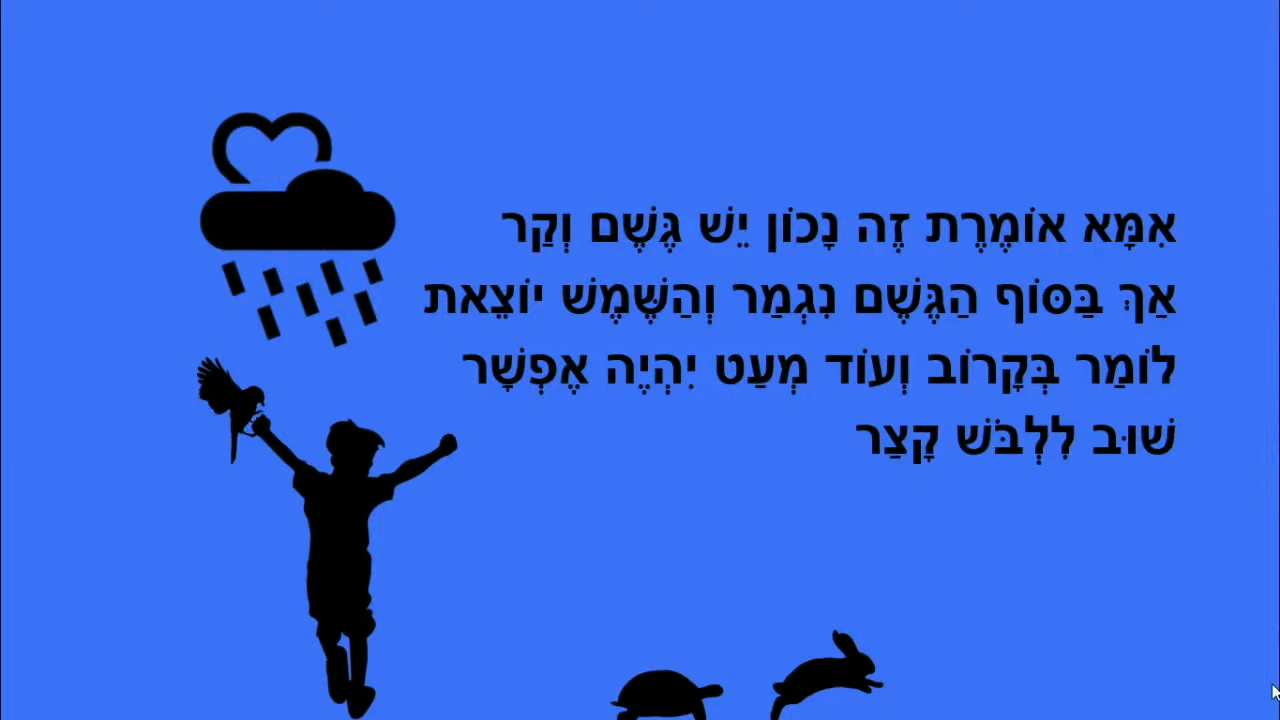 אִמָּא אוֹמֶרֶת זֶה נָכוֹן יֵשׁ גֶּשֶׁם וְקַר
אַךְ בַּסּוֹף הַגֶּשֶׁם נִגְמַר וְהַשֶּׁמֶשׁ יוֹצֵאת
לוֹמַר בְּקָרוֹב וְעוֹד מְעַט יִהְיֶה אֶפְשָׁר
שׁוּב לִלְבֹּשׁ קָצַר